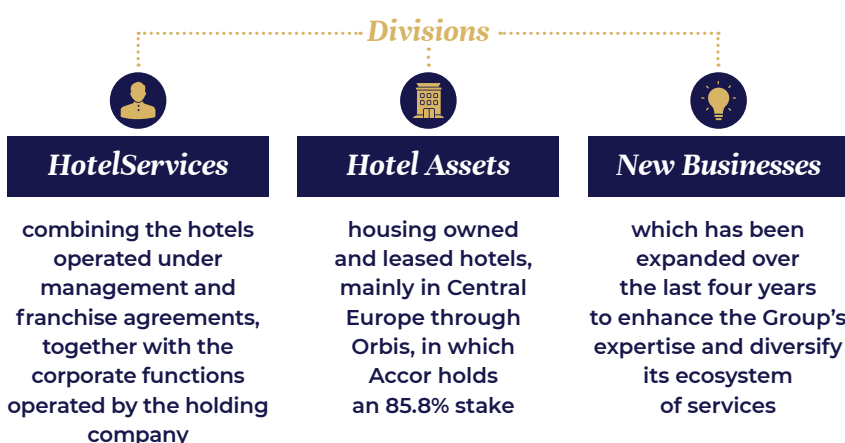 Divisions
HotelServices
combining the hotels
operated under
management and
franchise agreements,
together with the
corporate functions
operated by the holding
company
Hotel Assets
housing owned
and leased hotels,
mainly in Central
Europe through
Orbis, in which
Accor holds
an 85.8% stake
New Businesses
which has been
expanded over
the last four years
to enhance the Group's
expertise and diversify
its ecosystem
of services